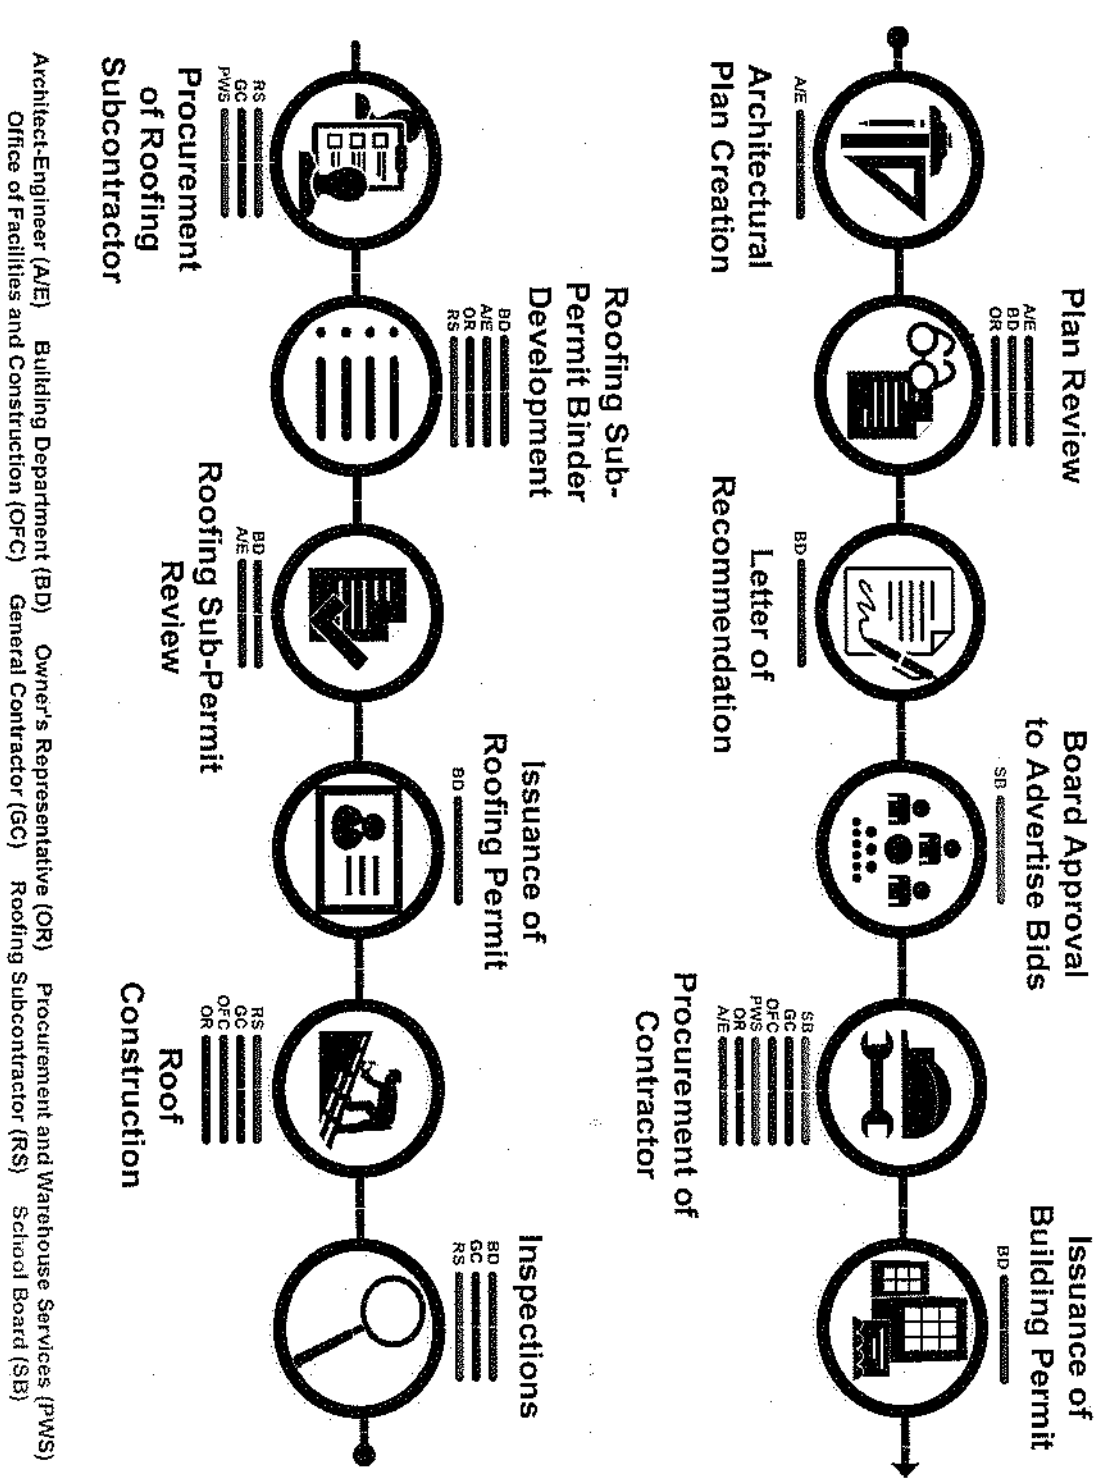 Architectural
Plan Creation
A/E
Plan Review
A/E
BD
OR
Letter of
Recommendation
BD
Board Approval
to Advertise Bids
SB
Procurement of
Contractor
SB
GC
OFC
PWS
OR
A/E
Issuance of
Building Permit
BD
Procurement
of Roofing
Subcontractor
RS
GC
PWS
Roofing Sub-
Permit Binder
Development
BD
A/E
OR
RS
Roofing Sub-Permit
Review
BD
A/E
Issuance of
Roofing Permit
BD
Roof
Construction
RS
GC
OFC
OR
Inspections
BD
GC
RS
Architect-Engineer (A/E) Building Department (BD) Owner's Representative (OR) Procurement and Warehouse Services (PWS)
Office of Facilities and Construction (OFC) General Contractor (GC) Roofing Subcontractor (RS) School Board (SB)